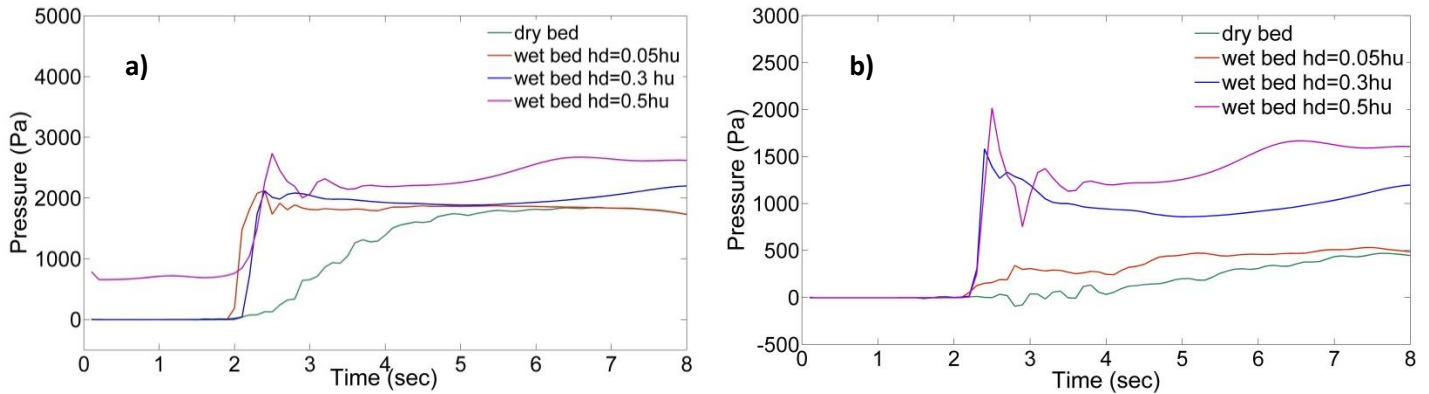 a)
5000
4000
3000
2000
1000
0
Pressure (Pa)
0 1 2 3 4 5 6 7 8
Time (sec)
dry bed
wet bed hd=0.05hu
wet bed hd=0.3 hu
wet bed hd=0.5hu
b)
3000
2500
2000
1500
1000
500
0
-500
Pressure (Pa)
0 1 2 3 4 5 6 7 8
Time (sec)
dry bed
wet bed hd=0.05hu
wet bed hd=0.3hu
wet bed hd=0.5hu